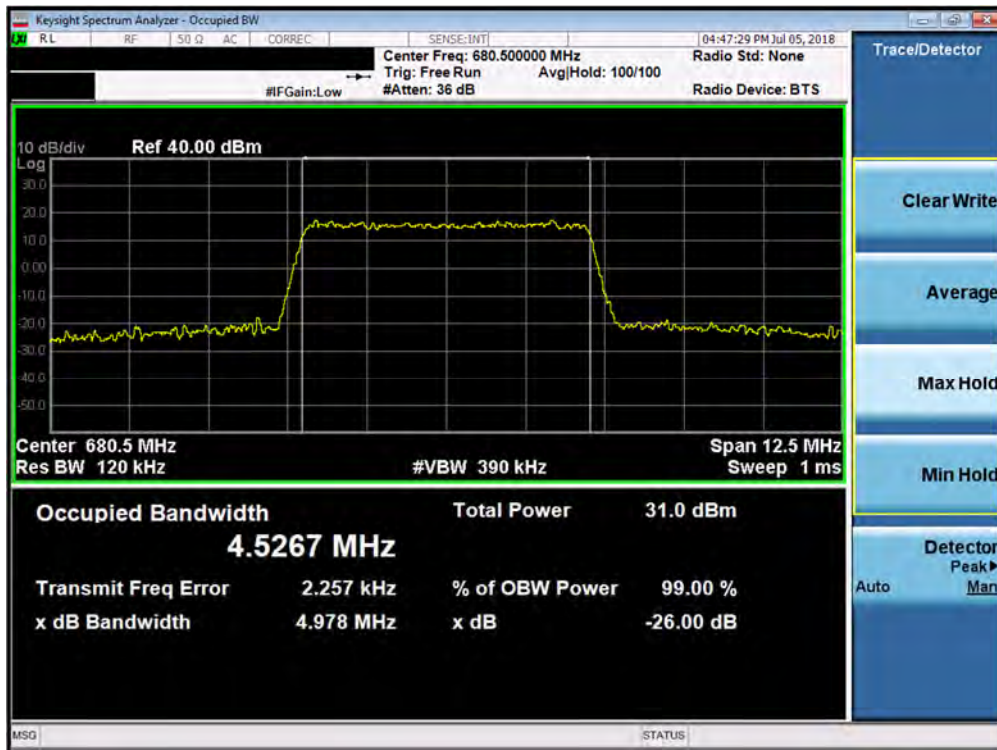 Keysight Spectrum Analyzer - Occupied BW
LXI RL RF 50 Ω AC CORREC SENSE:INT 04:47:29 PM Jul 05, 2018
Center Freq: 680.500000 MHz Radio Std: None
Trig: Free Run Avg|Hold: 100/100
#IFGain:Low #Atten: 36 dB Radio Device: BTS
Trace/Detector
10 dB/div Ref 40.00 dBm
Log
30.0
20.0
10.0
0.00
-10.0
-20.0
-30.0
-40.0
-50.0
Center 680.5 MHz Span 12.5 MHz
Res BW 120 kHz #VBW 390 kHz Sweep 1 ms
Occupied Bandwidth Total Power 31.0 dBm
4.5267 MHz
Transmit Freq Error 2.257 kHz % of OBW Power 99.00 %
x dB Bandwidth 4.978 MHz x dB -26.00 dB
Clear Write
Average
Max Hold
Min Hold
Detector
Peak▶
Auto Man
MSG STATUS